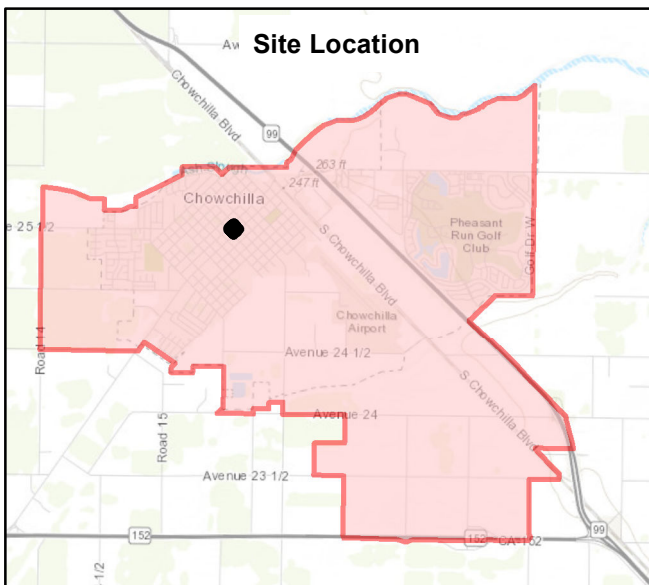 Av
Site Location
Chowchilla Blvd
99
263 ft
247 ft
Chowchilla
e 25 1/2
S Chowchilla Blvd
Pheasant
Run Golf
Club
Golf Dr W
Chowchilla
Airport
Road 14
Avenue 24 1/2
S Chowchilla Blvd
Road 15
Avenue 24
Avenue 23 1/2
152
152
CA-152
99
-1/2